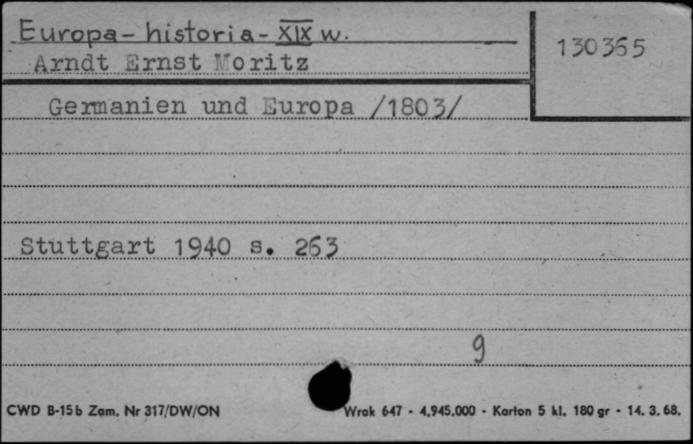 Europa - historia - XIX w.
130365
Arndt Ernst Moritz
Germanien und Europa /1803/
Stuttgart 1940 s. 263
9
CWD B-15b Zam. Nr 317/DW/ON Wrak 647 - 4,945.000 - Karton 5 kl. 180 gr - 14. 3. 68.